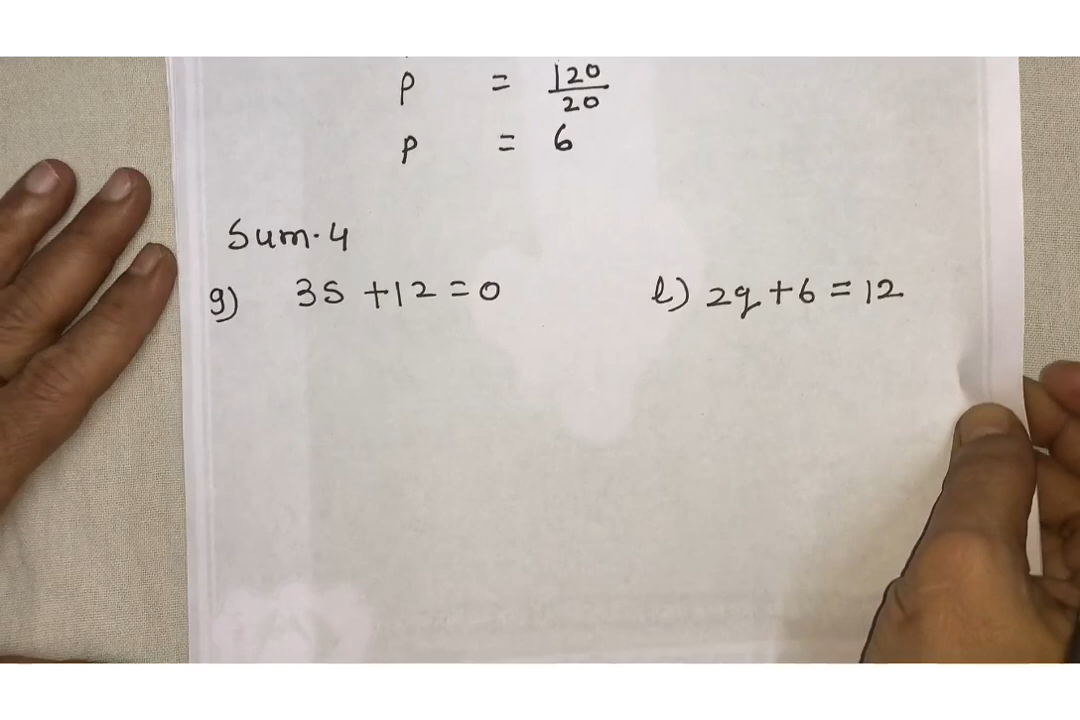 P = 120/20
P = 6
Sum·4
g) 3s +12 = 0
l) 2q + 6 = 12